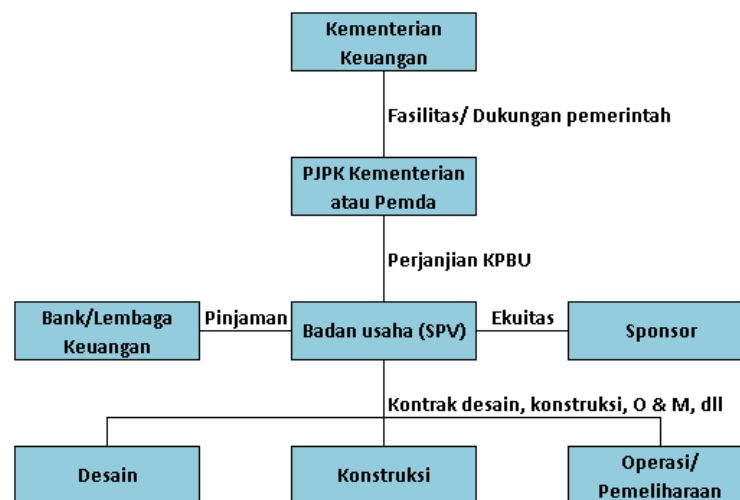 Kementerian
Keuangan
Fasilitas/ Dukungan pemerintah
PJPK Kementerian
atau Pemda
Perjanjian KPBU
Bank/Lembaga
Keuangan
Pinjaman
Badan usaha (SPV)
Ekuitas
Sponsor
Kontrak desain, konstruksi, O & M, dll
Desain
Konstruksi
Operasi/
Pemeliharaan